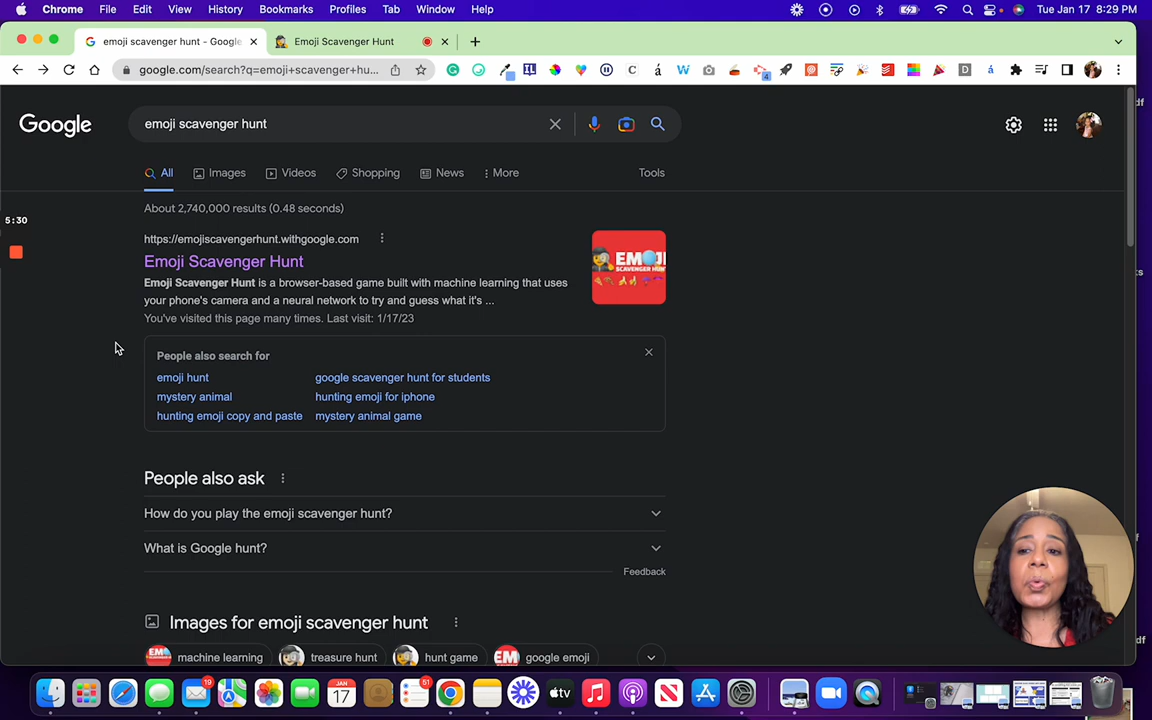 Chrome File Edit View History Bookmarks Profiles Tab Window Help Tue Jan 17 8:29 PM
emoji scavenger hunt - Google Emoji Scavenger Hunt
google.com/search?q=emoji+scavenger+hu...
Google emoji scavenger hunt
All Images Videos Shopping News More Tools
About 2,740,000 results (0.48 seconds)
5:30
https://emojiscavengerhunt.withgoogle.com
Emoji Scavenger Hunt
Emoji Scavenger Hunt is a browser-based game built with machine learning that uses
your phone's camera and a neural network to try and guess what it's ...
You've visited this page many times. Last visit: 1/17/23
People also search for
emoji hunt google scavenger hunt for students
mystery animal hunting emoji for iphone
hunting emoji copy and paste mystery animal game
People also ask
How do you play the emoji scavenger hunt?
What is Google hunt?
Feedback
Images for emoji scavenger hunt
machine learning treasure hunt hunt game google emoji